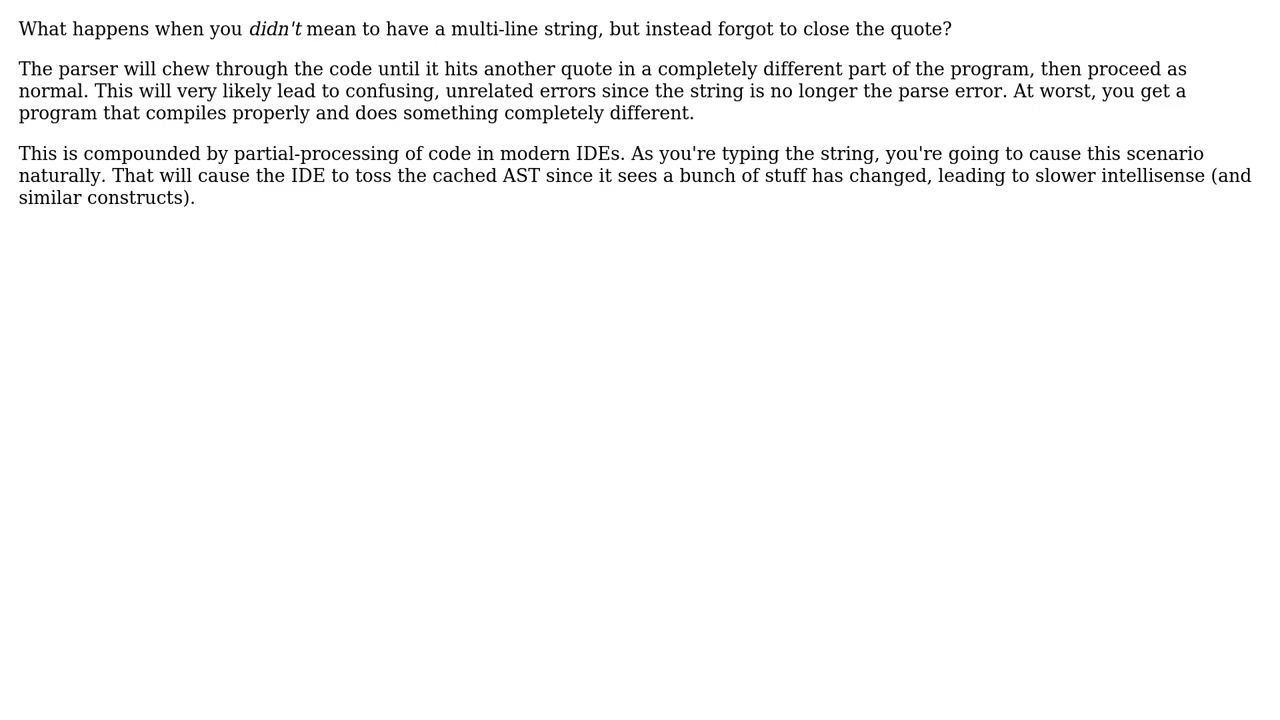 What happens when you didn't mean to have a multi-line string, but instead forgot to close the quote?
The parser will chew through the code until it hits another quote in a completely different part of the program, then proceed as
normal. This will very likely lead to confusing, unrelated errors since the string is no longer the parse error. At worst, you get a
program that compiles properly and does something completely different.
This is compounded by partial-processing of code in modern IDEs. As you're typing the string, you're going to cause this scenario
naturally. That will cause the IDE to toss the cached AST since it sees a bunch of stuff has changed, leading to slower intellisense (and
similar constructs).